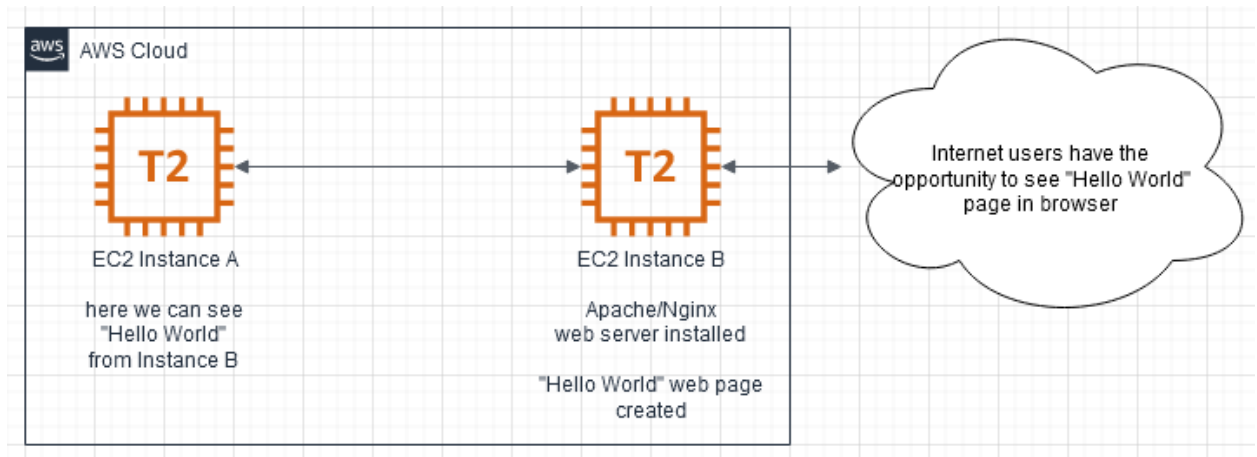 aws
AWS Cloud
T2
EC2 Instance A
here we can see
"Hello World"
from Instance B
T2
EC2 Instance B
Apache/Nginx
web server installed
"Hello World" web page
created
Internet users have the
opportunity to see "Hello World"
page in browser